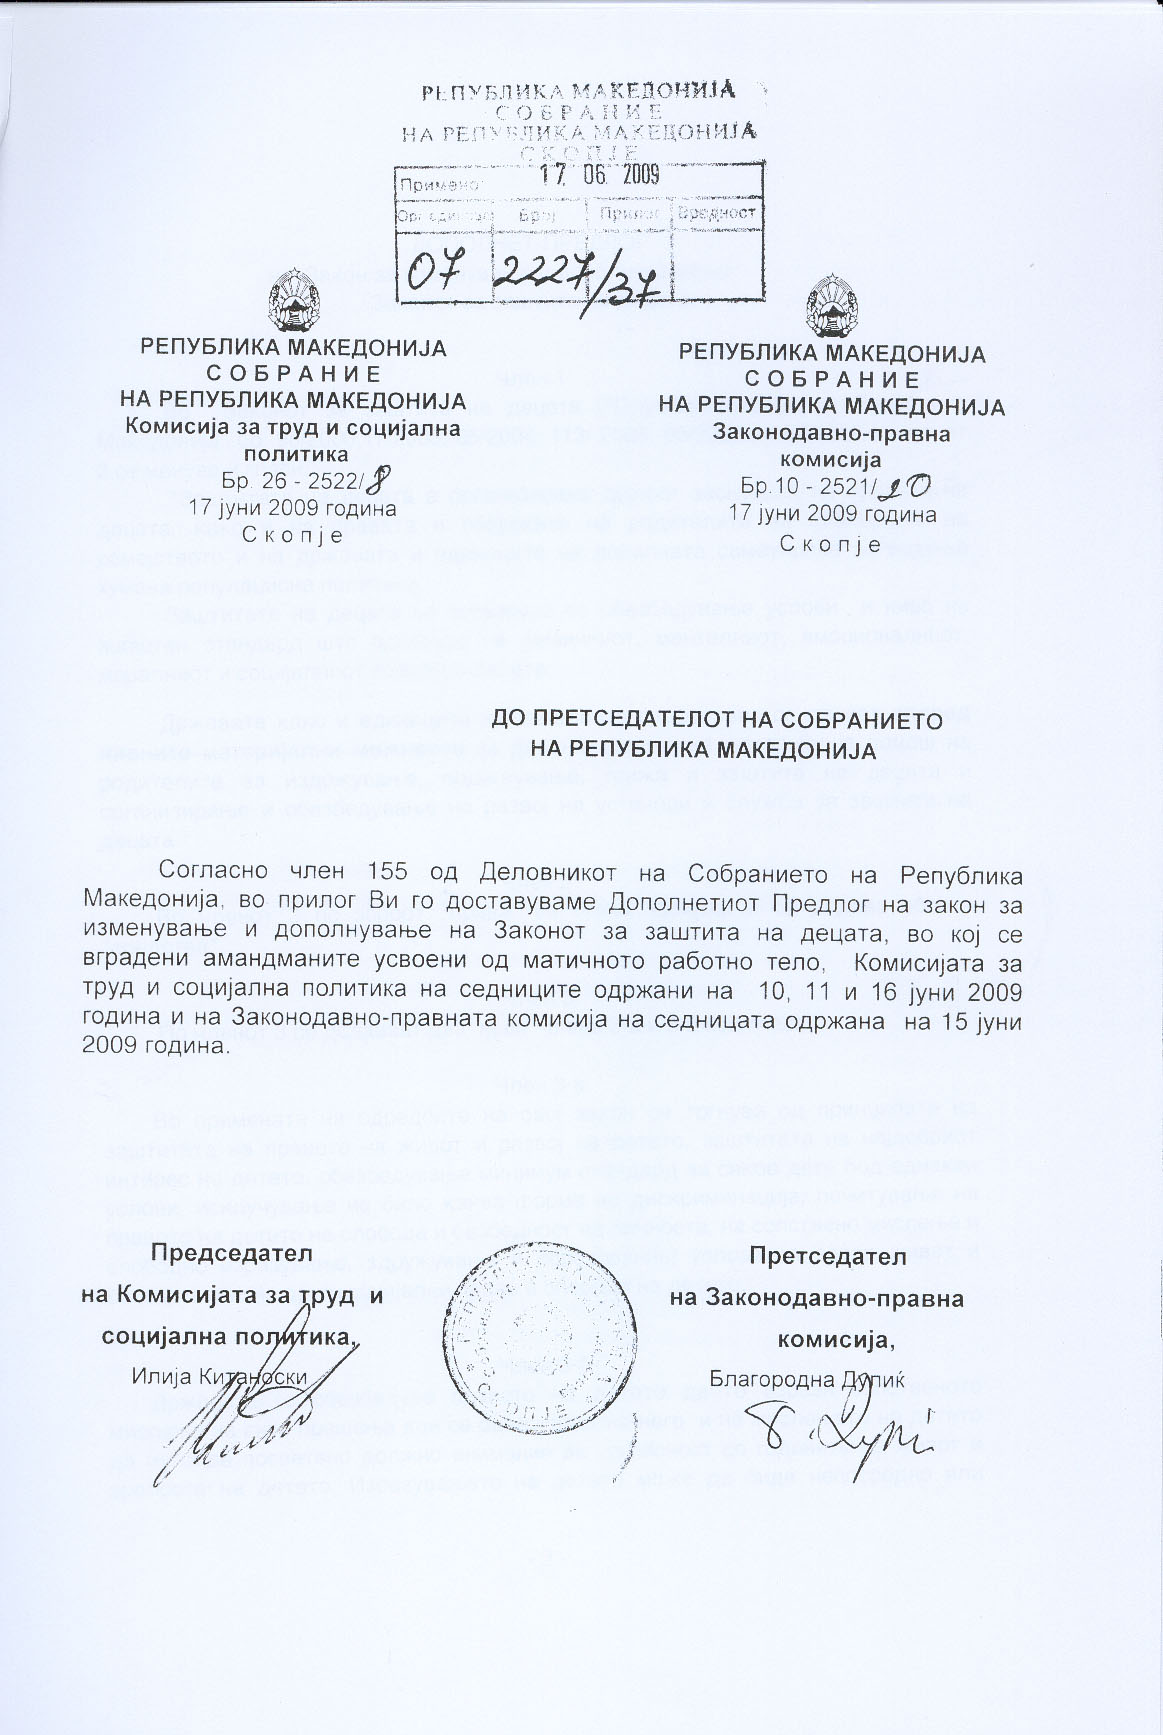 РЕПУБЛИКА МАКЕДОНИЈА
СОБРАНИЕ
НА РЕПУБЛИКА МАКЕДОНИЈА
СКОПЈЕ
Примено: 17. 06. 2009
Број Прилог Вредност
07 2227/37
РЕПУБЛИКА МАКЕДОНИЈА
С О Б Р А Н И Е
НА РЕПУБЛИКА МАКЕДОНИЈА
Комисија за труд и социјална
политика
Бр. 26 - 2522/8
17 јуни 2009 година
С к о п ј е
РЕПУБЛИКА МАКЕДОНИЈА
С О Б Р А Н И Е
НА РЕПУБЛИКА МАКЕДОНИЈА
Законодавно-правна
комисија
Бр.10 - 2521/10
17 јуни 2009 година
С к о п ј е
ДО ПРЕТСЕДАТЕЛОТ НА СОБРАНИЕТО
НА РЕПУБЛИКА МАКЕДОНИЈА
Согласно член 155 од Деловникот на Собранието на Република
Македонија, во прилог Ви го доставуваме Дополнетиот Предлог на закон за
изменување и дополнување на Законот за заштита на децата, во кој се
вградени амандманите усвоени од матичното работно тело, Комисијата за
труд и социјална политика на седниците одржани на 10, 11 и 16 јуни 2009
година и на Законодавно-правната комисија на седницата одржана на 15 јуни
2009 година.
Председател
на Комисијата за труд и
социјална политика,
Илија Китаноски
Претседател
на Законодавно-правна
комисија,
Благородна Дулиќ